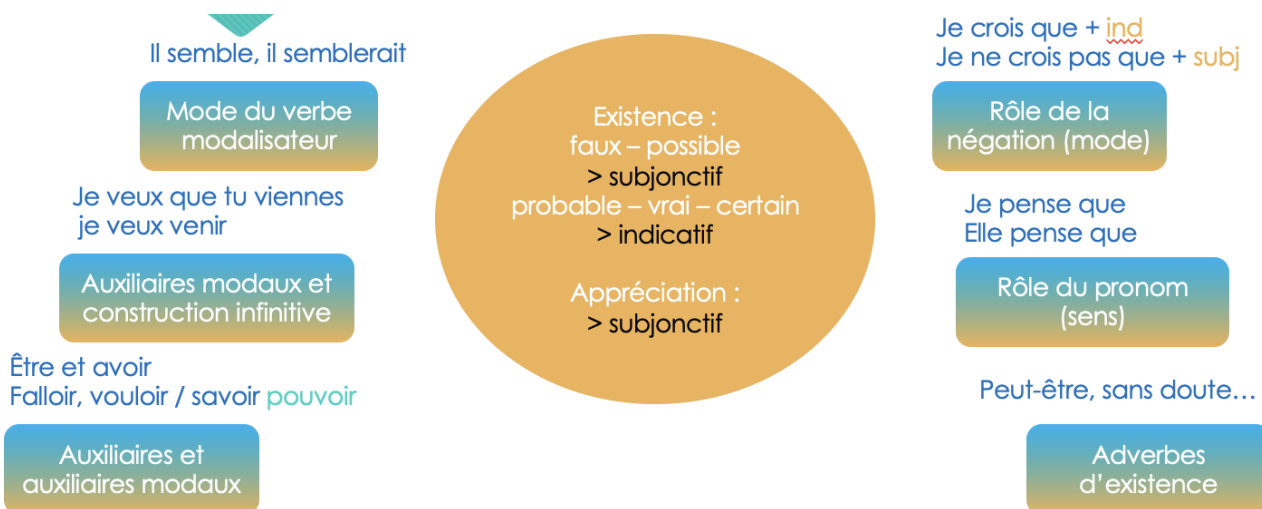 Il semble, il semblerait
Mode du verbe
modalisateur
Je veux que tu viennes
je veux venir
Auxiliaires modaux et
construction infinitive
Être et avoir
Falloir, vouloir / savoir pouvoir
Auxiliaires et
auxiliaires modaux
Existence :
faux – possible
> subjonctif
probable – vrai – certain
> indicatif
Appréciation :
> subjonctif
Je crois que + ind
Je ne crois pas que + subj
Rôle de la
négation (mode)
Je pense que
Elle pense que
Rôle du pronom
(sens)
Peut-être, sans doute…
Adverbes
d'existence